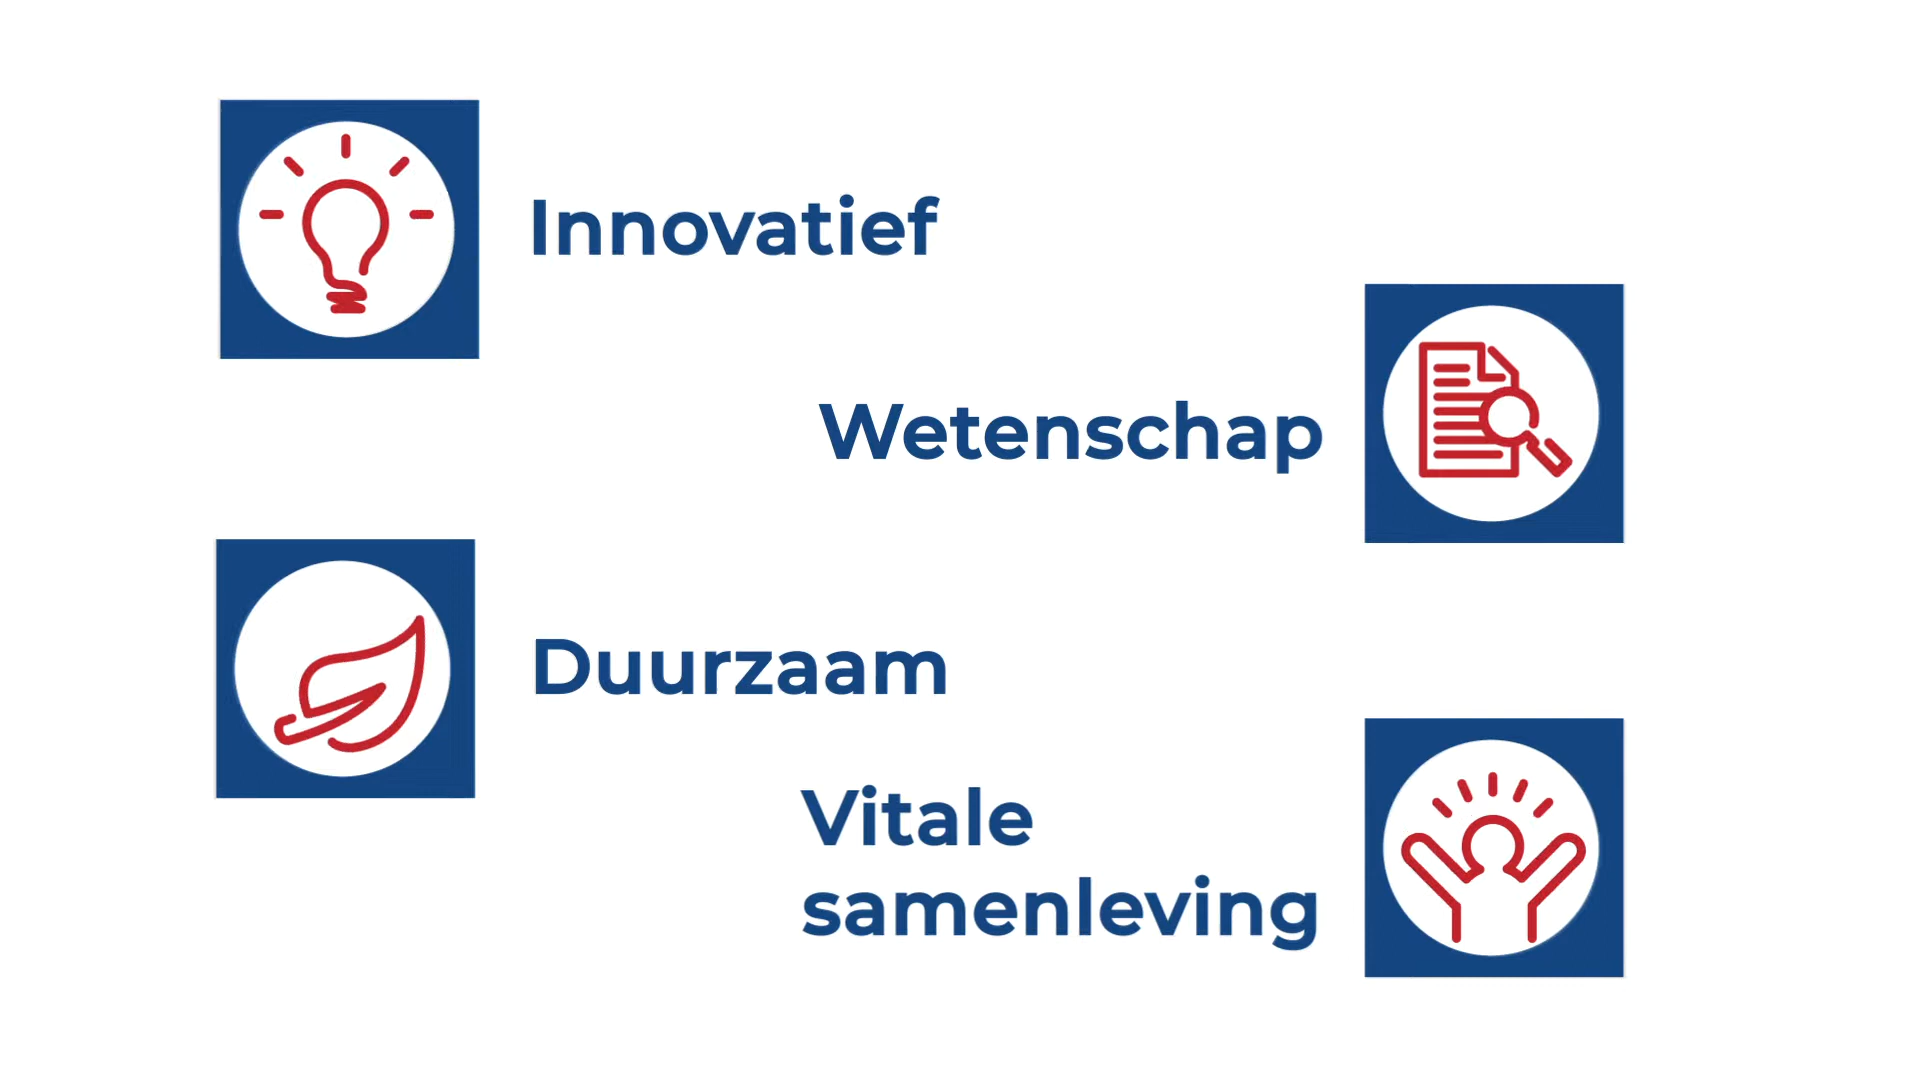 Innovatief
Wetenschap
Duurzaam
Vitale
samenleving